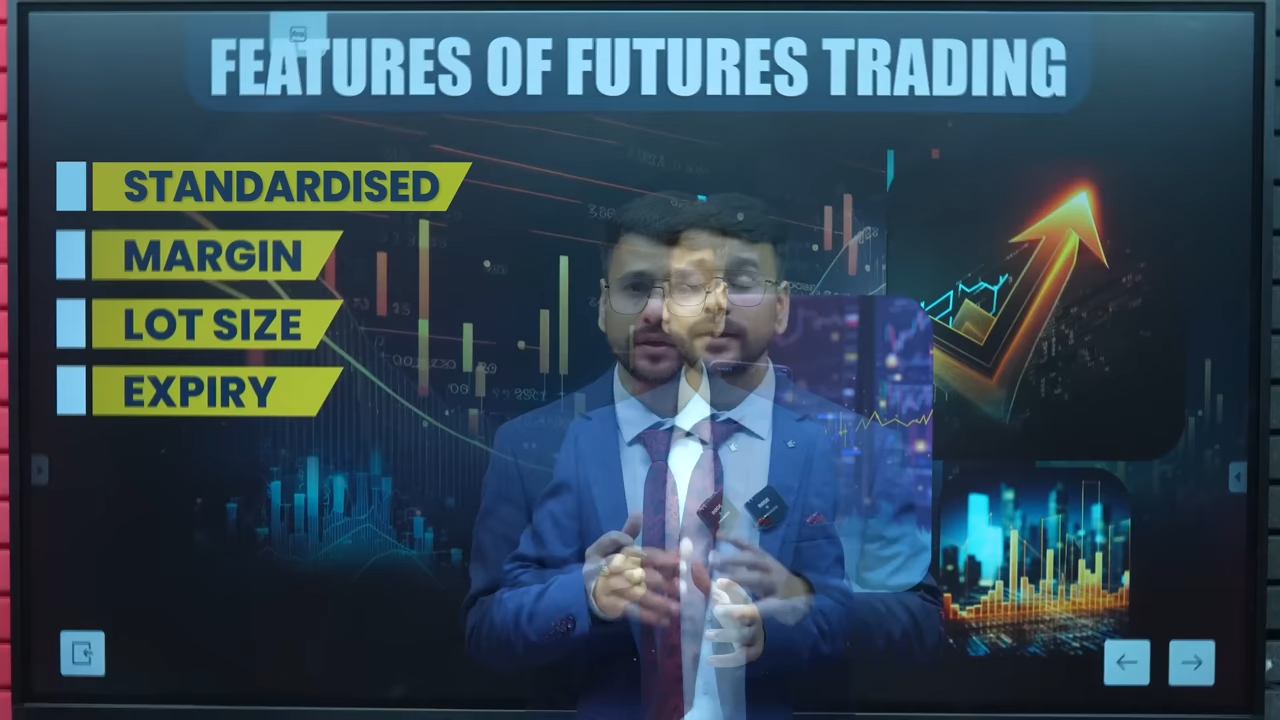 FEATURES OF FUTURES TRADING
STANDARDISED
MARGIN
LOT SIZE
EXPIRY